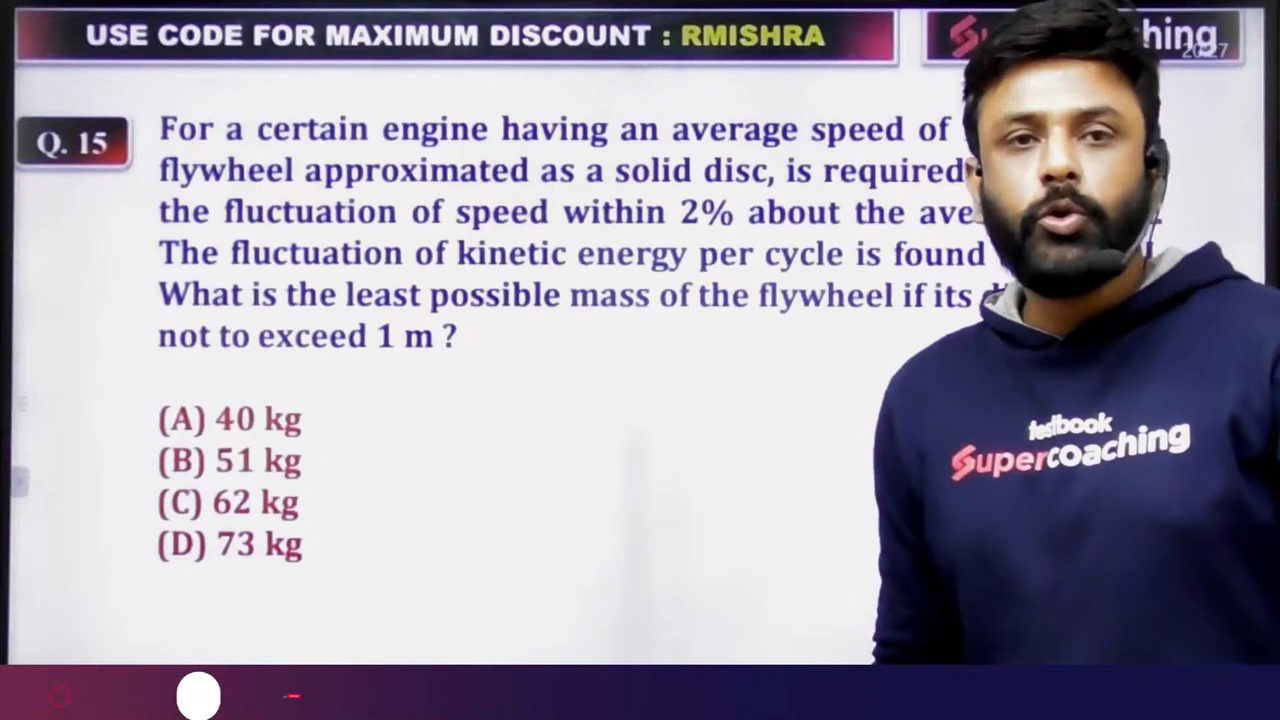 USE CODE FOR MAXIMUM DISCOUNT : RMISHRA
hing
Q. 15
For a certain engine having an average speed of
flywheel approximated as a solid disc, is required
the fluctuation of speed within 2% about the ave
The fluctuation of kinetic energy per cycle is found
What is the least possible mass of the flywheel if its
not to exceed 1 m ?
(A) 40 kg
(B) 51 kg
(C) 62 kg
(D) 73 kg
testbook
Supercoaching